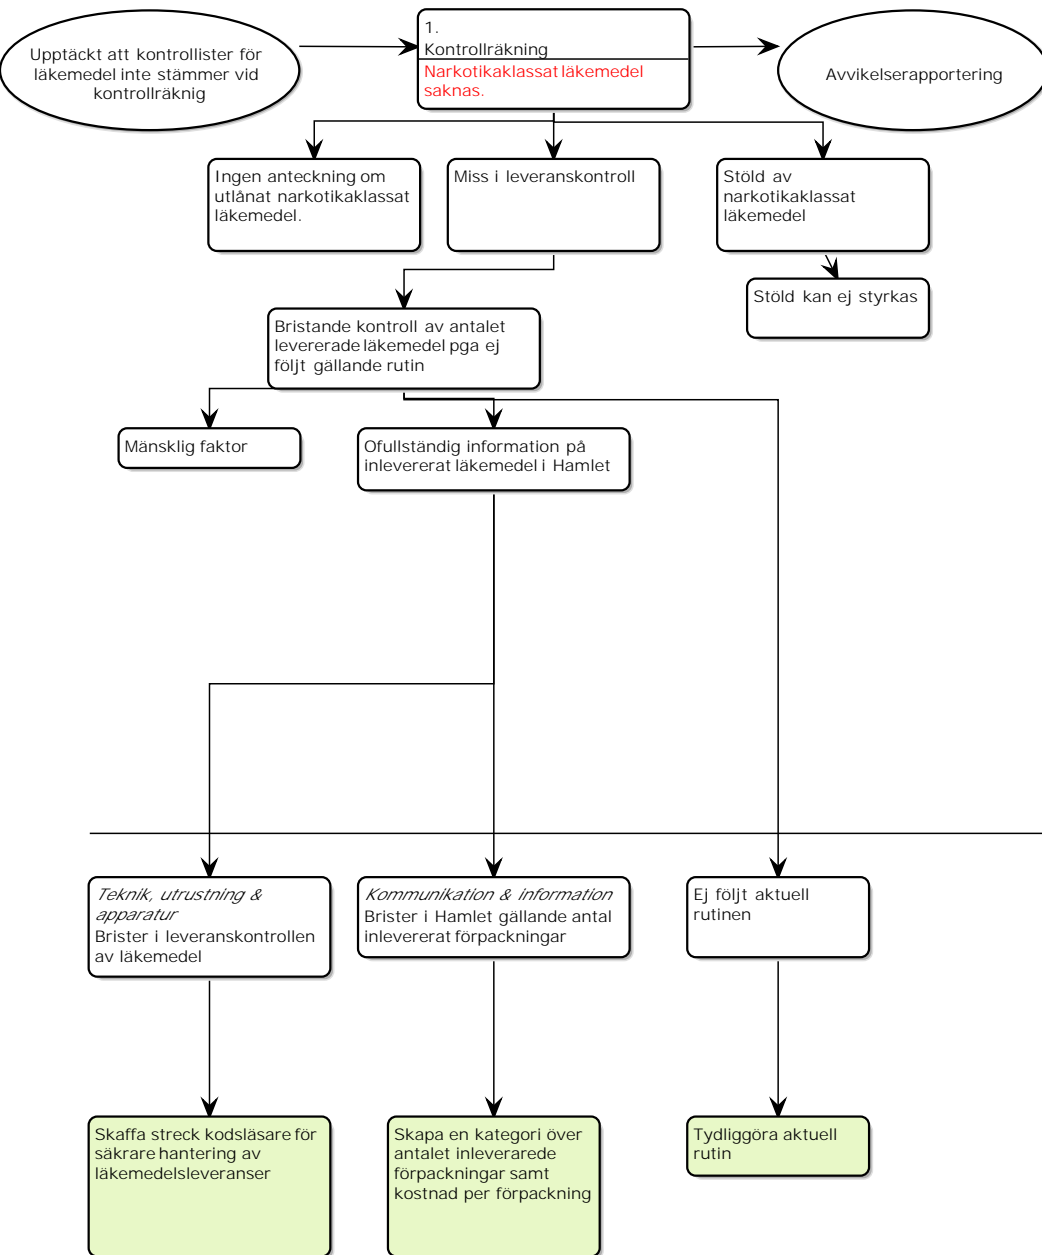 Upptäckt att kontrollister för
läkemedel inte stämmer vid
kontrollräknig
1.
Kontrollräkning
Narkotikaklassat läkemedel
saknas.
Avvikelserapportering
Ingen anteckning om
utlånat narkotikaklassat
läkemedel.
Miss i leveranskontroll
Stöld av
narkotikaklassat
läkemedel
Stöld kan ej styrkas
Bristande kontroll av antalet
levererade läkemedel pga ej
följt gällande rutin
Mänsklig faktor
Ofullständig information på
inlevererat läkemedel i Hamlet
Teknik, utrustning &
apparatur
Brister i leveranskontrollen
av läkemedel
Kommunikation & information
Brister i Hamlet gällande antal
inlevererat förpackningar
Ej följt aktuell
rutinen
Skaffa streck kodsläsare för
säkrare hantering av
läkemedelsleveranser
Skapa en kategori över
antalet inleverarede
förpackningar samt
kostnad per förpackning
Tydliggöra aktuell
rutin